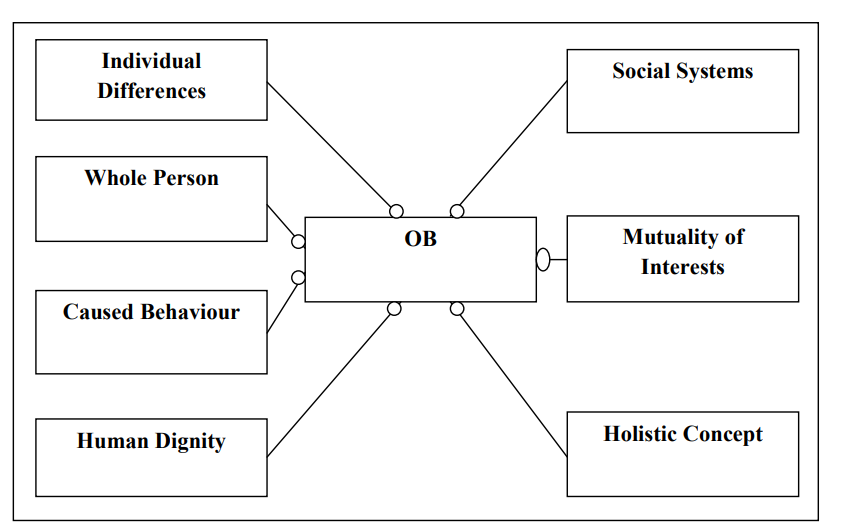 Individual
Differences
Whole Person
Caused Behaviour
Human Dignity
OB
Social Systems
Mutuality of
Interests
Holistic Concept